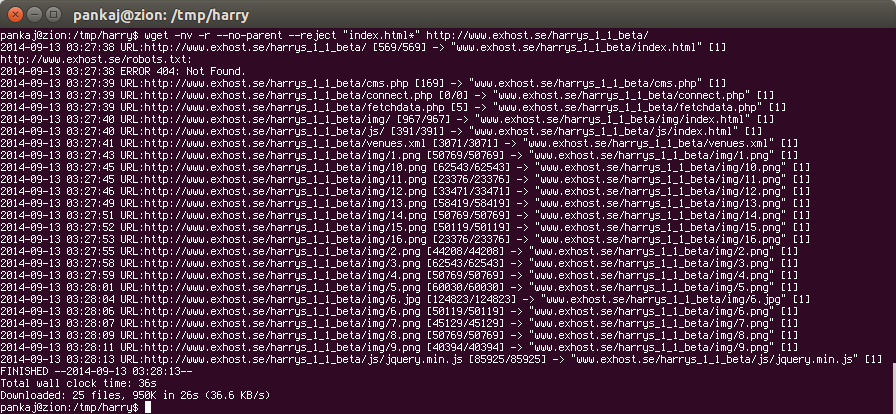 pankaj@zion: /tmp/harry
pankaj@zion:/tmp/harry$ wget -nv -r --no-parent --reject "index.html*" http://www.exhost.se/harrys_1_1_beta/
2014-09-13 03:27:38 URL:http://www.exhost.se/harrys_1_1_beta/ [569/569] -> "www.exhost.se/harrys_1_1_beta/index.html" [1]
http://www.exhost.se/robots.txt:
2014-09-13 03:27:38 ERROR 404: Not Found.
2014-09-13 03:27:39 URL:http://www.exhost.se/harrys_1_1_beta/cms.php [169] -> "www.exhost.se/harrys_1_1_beta/cms.php" [1]
2014-09-13 03:27:39 URL:http://www.exhost.se/harrys_1_1_beta/connect.php [0/0] -> "www.exhost.se/harrys_1_1_beta/connect.php" [1]
2014-09-13 03:27:39 URL:http://www.exhost.se/harrys_1_1_beta/fetchdata.php [5] -> "www.exhost.se/harrys_1_1_beta/fetchdata.php" [1]
2014-09-13 03:27:40 URL:http://www.exhost.se/harrys_1_1_beta/img/ [967/967] -> "www.exhost.se/harrys_1_1_beta/img/index.html" [1]
2014-09-13 03:27:40 URL:http://www.exhost.se/harrys_1_1_beta/js/ [391/391] -> "www.exhost.se/harrys_1_1_beta/js/index.html" [1]
2014-09-13 03:27:41 URL:http://www.exhost.se/harrys_1_1_beta/venues.xml [3071/3071] -> "www.exhost.se/harrys_1_1_beta/venues.xml" [1]
2014-09-13 03:27:43 URL:http://www.exhost.se/harrys_1_1_beta/img/1.png [50769/50769] -> "www.exhost.se/harrys_1_1_beta/img/1.png" [1]
2014-09-13 03:27:45 URL:http://www.exhost.se/harrys_1_1_beta/img/10.png [62543/62543] -> "www.exhost.se/harrys_1_1_beta/img/10.png" [1]
2014-09-13 03:27:46 URL:http://www.exhost.se/harrys_1_1_beta/img/11.png [23376/23376] -> "www.exhost.se/harrys_1_1_beta/img/11.png" [1]
2014-09-13 03:27:46 URL:http://www.exhost.se/harrys_1_1_beta/img/12.png [33471/33471] -> "www.exhost.se/harrys_1_1_beta/img/12.png" [1]
2014-09-13 03:27:49 URL:http://www.exhost.se/harrys_1_1_beta/img/13.png [58419/58419] -> "www.exhost.se/harrys_1_1_beta/img/13.png" [1]
2014-09-13 03:27:51 URL:http://www.exhost.se/harrys_1_1_beta/img/14.png [50769/50769] -> "www.exhost.se/harrys_1_1_beta/img/14.png" [1]
2014-09-13 03:27:52 URL:http://www.exhost.se/harrys_1_1_beta/img/15.png [50119/50119] -> "www.exhost.se/harrys_1_1_beta/img/15.png" [1]
2014-09-13 03:27:53 URL:http://www.exhost.se/harrys_1_1_beta/img/16.png [23376/23376] -> "www.exhost.se/harrys_1_1_beta/img/16.png" [1]
2014-09-13 03:27:55 URL:http://www.exhost.se/harrys_1_1_beta/img/2.png [44208/44208] -> "www.exhost.se/harrys_1_1_beta/img/2.png" [1]
2014-09-13 03:27:58 URL:http://www.exhost.se/harrys_1_1_beta/img/3.png [62543/62543] -> "www.exhost.se/harrys_1_1_beta/img/3.png" [1]
2014-09-13 03:27:59 URL:http://www.exhost.se/harrys_1_1_beta/img/4.png [50769/50769] -> "www.exhost.se/harrys_1_1_beta/img/4.png" [1]
2014-09-13 03:28:01 URL:http://www.exhost.se/harrys_1_1_beta/img/5.png [60030/60030] -> "www.exhost.se/harrys_1_1_beta/img/5.png" [1]
2014-09-13 03:28:04 URL:http://www.exhost.se/harrys_1_1_beta/img/6.jpg [124823/124823] -> "www.exhost.se/harrys_1_1_beta/img/6.jpg" [1]
2014-09-13 03:28:06 URL:http://www.exhost.se/harrys_1_1_beta/img/6.png [50119/50119] -> "www.exhost.se/harrys_1_1_beta/img/6.png" [1]
2014-09-13 03:28:07 URL:http://www.exhost.se/harrys_1_1_beta/img/7.png [45129/45129] -> "www.exhost.se/harrys_1_1_beta/img/7.png" [1]
2014-09-13 03:28:09 URL:http://www.exhost.se/harrys_1_1_beta/img/8.png [50769/50769] -> "www.exhost.se/harrys_1_1_beta/img/8.png" [1]
2014-09-13 03:28:11 URL:http://www.exhost.se/harrys_1_1_beta/img/9.png [40394/40394] -> "www.exhost.se/harrys_1_1_beta/img/9.png" [1]
2014-09-13 03:28:13 URL:http://www.exhost.se/harrys_1_1_beta/js/jquery.min.js [85925/85925] -> "www.exhost.se/harrys_1_1_beta/js/jquery.min.js" [1]
FINISHED --2014-09-13 03:28:13--
Total wall clock time: 36s
Downloaded: 25 files, 950K in 26s (36.6 KB/s)
pankaj@zion:/tmp/harry$